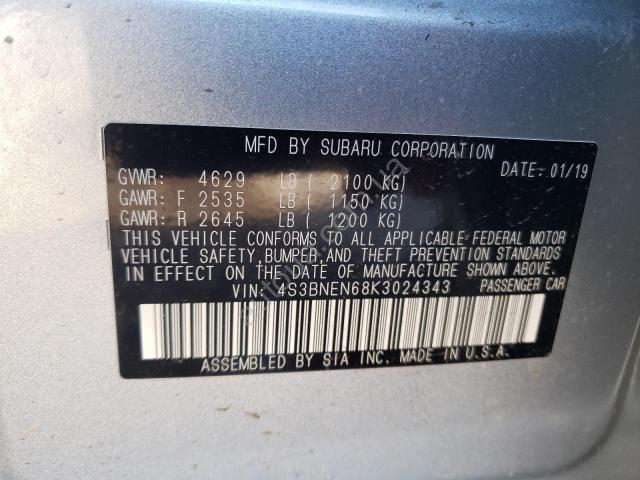 MFD BY SUBARU CORPORATION
DATE: 01/19
GVWR: 4629 LB ( 2100 KG)
GAWR: F 2535 LB ( 1150 KG)
GAWR: R 2645 LB ( 1200 KG)
THIS VEHICLE CONFORMS TO ALL APPLICABLE FEDERAL MOTOR
VEHICLE SAFETY,BUMPER,AND THEFT PREVENTION STANDARDS
IN EFFECT ON THE DATE OF MANUFACTURE SHOWN ABOVE.
VIN: 4S3BNEN68K3024343 PASSENGER CAR
ASSEMBLED BY SIA INC. MADE IN U.S.A.